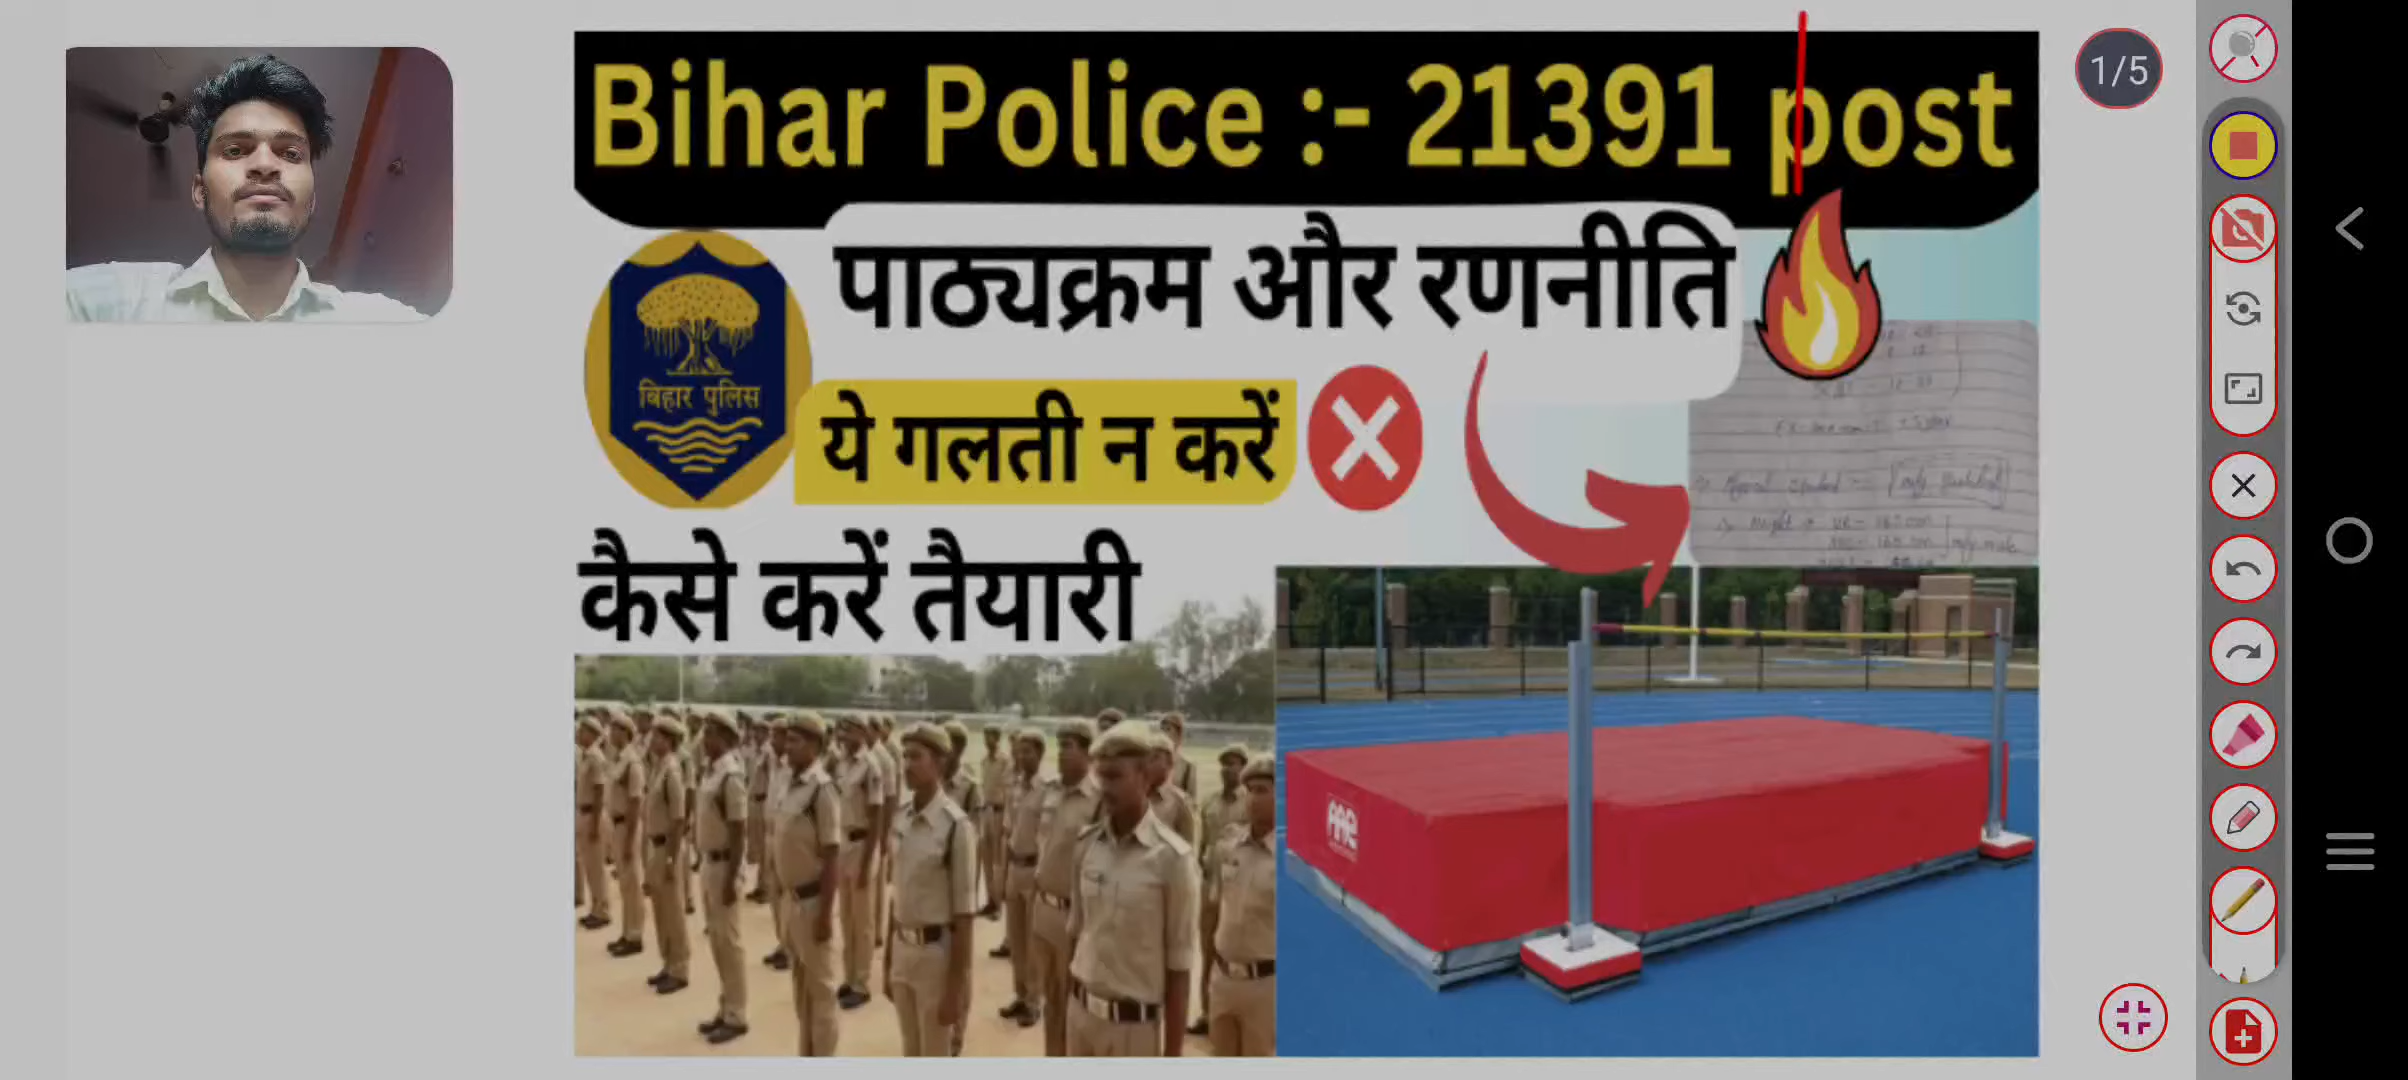 Bihar Police :- 21391 post
1/5
पाठ्यक्रम और रणनीति
बिहार पुलिस
ये गलती न करें
कैसे करें तैयारी